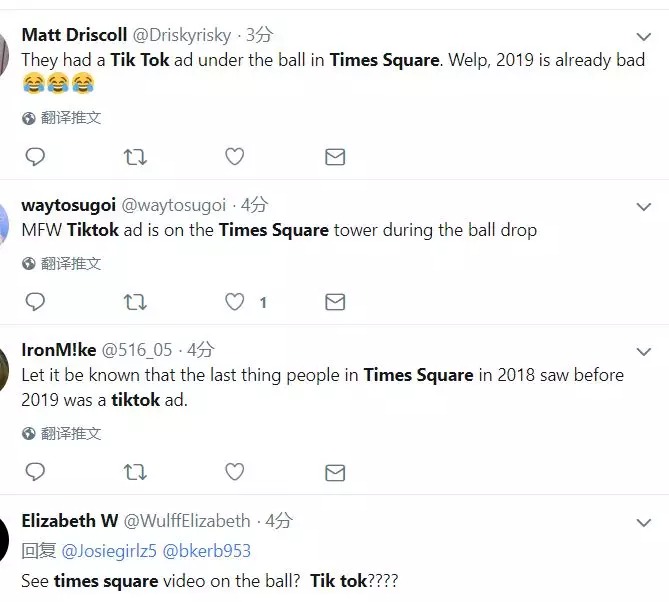 Matt Driscoll @Driskyrisky · 3分
They had a Tik Tok ad under the ball in Times Square. Welp, 2019 is already bad
😂😂😂
翻译推文
waytosugoi @waytosugoi · 4分
MFW Tiktok ad is on the Times Square tower during the ball drop
翻译推文
1
IronM!ke @516_05 · 4分
Let it be known that the last thing people in Times Square in 2018 saw before
2019 was a tiktok ad.
翻译推文
Elizabeth W @WulffElizabeth · 4分
回复 @Josiegirlz5 @bkerb953
See times square video on the ball? Tik tok????